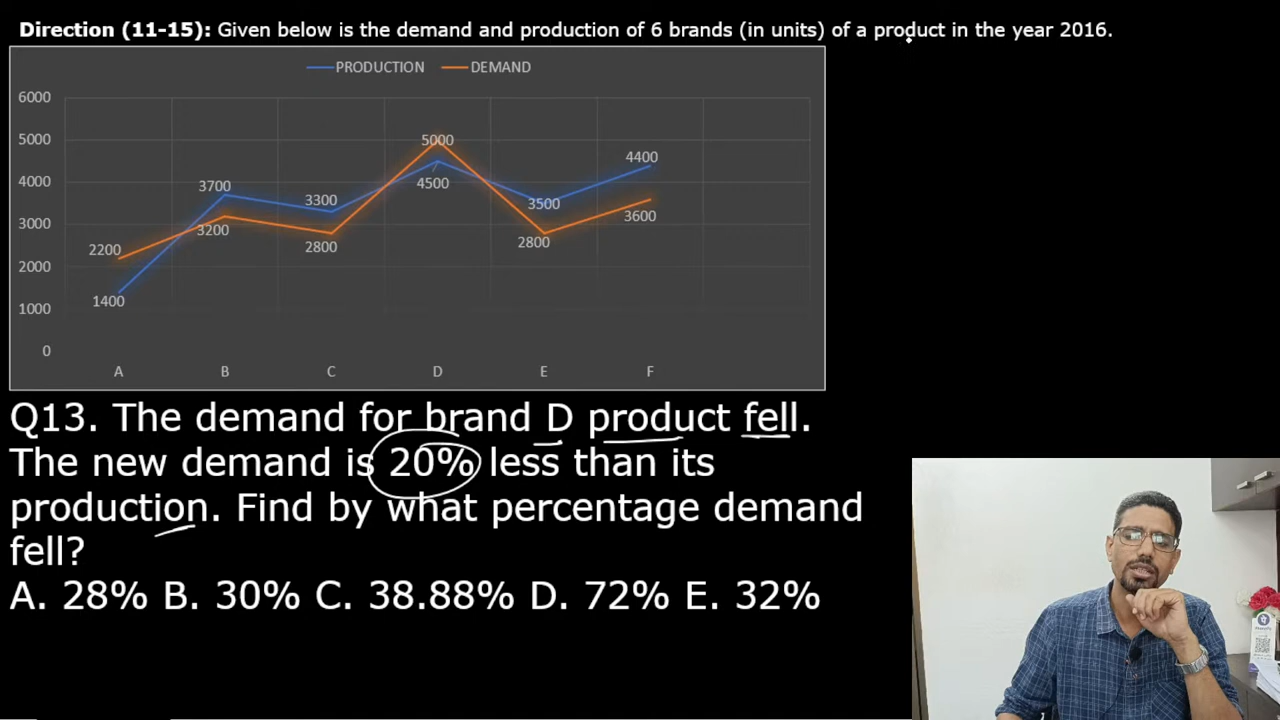 Direction (11-15): Given below is the demand and production of 6 brands (in units) of a product in the year 2016.
PRODUCTION DEMAND
6000
5000
4000
3000
2000
1000
0
2200
1400
3700
3200
3300
2800
5000
4500
3500
2800
4400
3600
A B C D E F
Q13. The demand for brand D product fell.
The new demand is 20% less than its
production. Find by what percentage demand
fell?
A. 28% B. 30% C. 38.88% D. 72% E. 32%